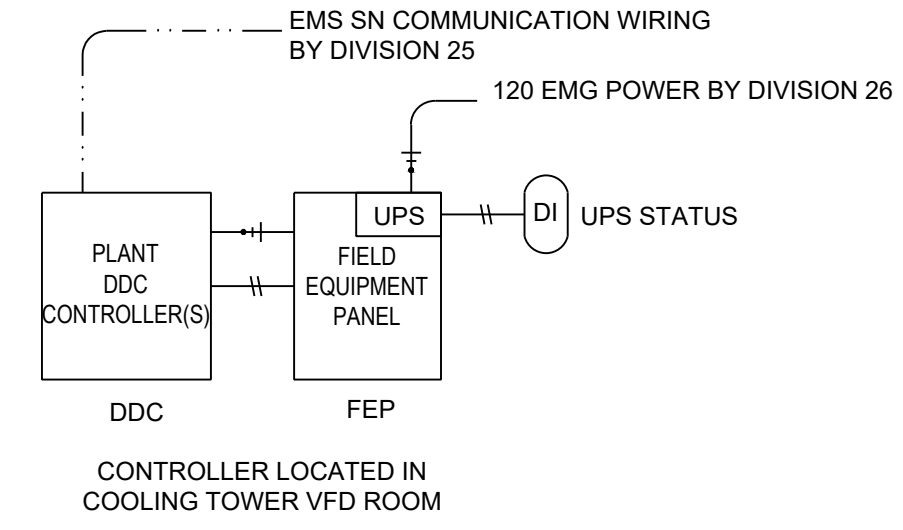 EMS SN COMMUNICATION WIRING
BY DIVISION 25
120 EMG POWER BY DIVISION 26
UPS
DI
UPS STATUS
PLANT
DDC
CONTROLLER(S)
FIELD
EQUIPMENT
PANEL
DDC
FEP
CONTROLLER LOCATED IN
COOLING TOWER VFD ROOM